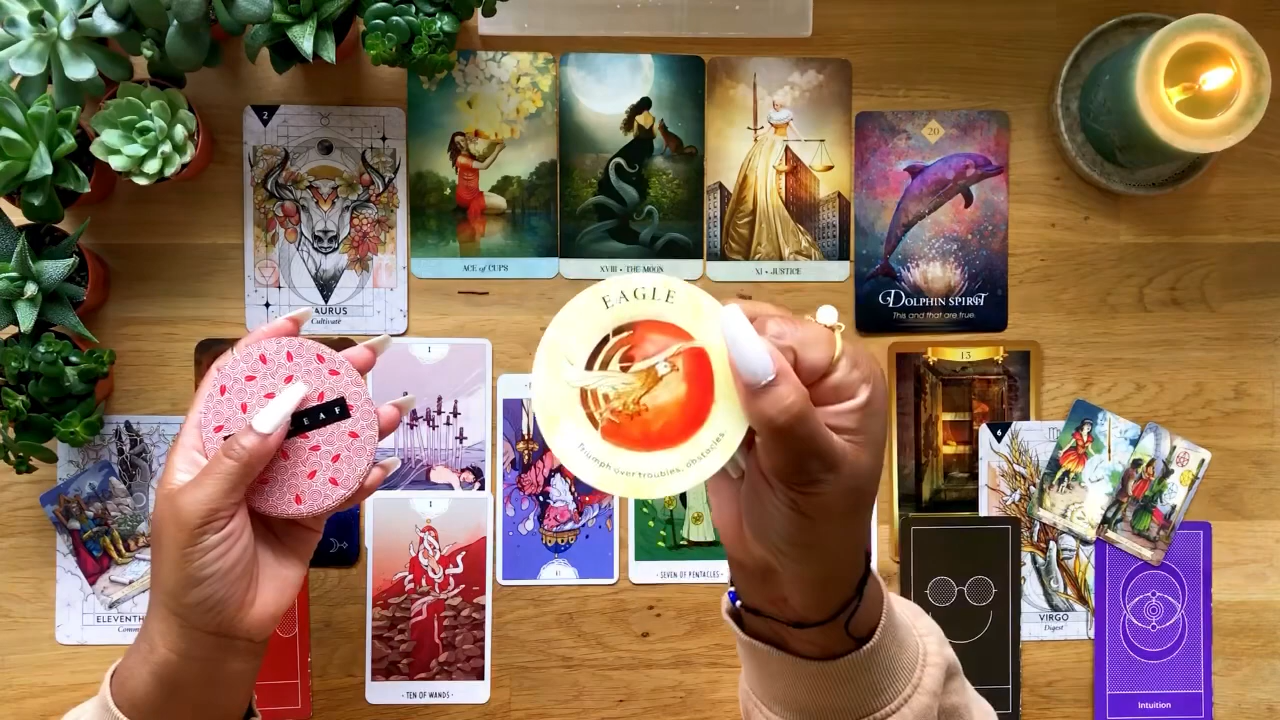 2
AURUS
Cultivate
ACE of CUPS
XVIII • THE MOON
XI • JUSTICE
20
DOLPHIN SPIRIT
This and that are true.
EAGLE
Triumph over troubles, obstacles.
EAF
I
13
6
ELEVENTH
SEVEN OF PENTACLES
TEN OF WANDS
VIRGO
Digest
Intuition